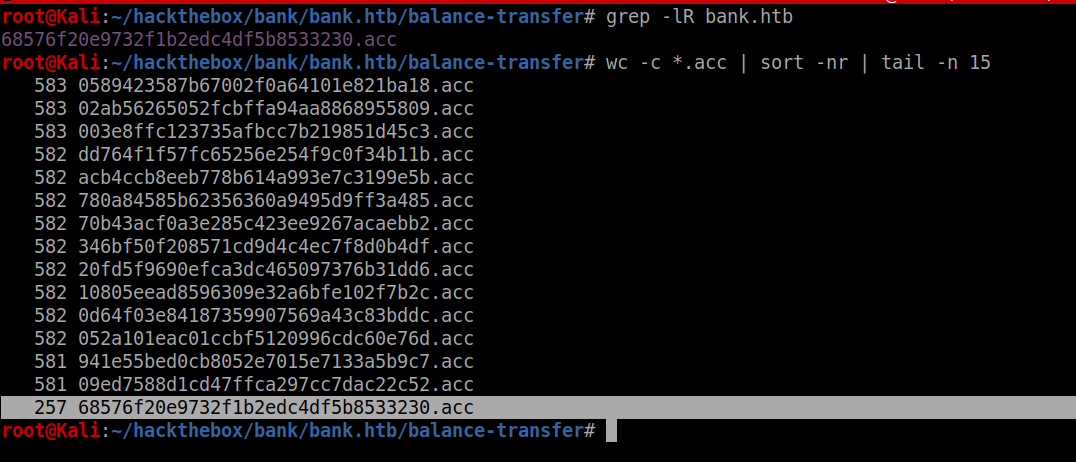 root@Kali:~/hackthebox/bank/bank.htb/balance-transfer# grep -lR bank.htb
68576f20e9732f1b2edc4df5b8533230.acc
root@Kali:~/hackthebox/bank/bank.htb/balance-transfer# wc -c *.acc | sort -nr | tail -n 15
583 0589423587b67002f0a64101e821ba18.acc
583 02ab56265052fcbffa94aa8868955809.acc
583 003e8ffc123735afbcc7b219851d45c3.acc
582 dd764f1f57fc65256e254f9c0f34b11b.acc
582 acb4ccb8eeb778b614a993e7c3199e5b.acc
582 780a84585b62356360a9495d9ff3a485.acc
582 70b43acf0a3e285c423ee9267acaebb2.acc
582 346bf50f208571cd9d4c4ec7f8d0b4df.acc
582 20fd5f9690efca3dc465097376b31dd6.acc
582 10805eead8596309e32a6bfe102f7b2c.acc
582 0d64f03e84187359907569a43c83bddc.acc
582 052a101eac01ccbf5120996cdc60e76d.acc
581 941e55bed0cb8052e7015e7133a5b9c7.acc
581 09ed7588d1cd47ffca297cc7dac22c52.acc
257 68576f20e9732f1b2edc4df5b8533230.acc
root@Kali:~/hackthebox/bank/bank.htb/balance-transfer#